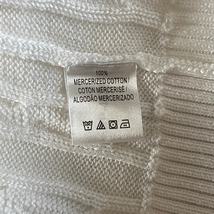 100%
MERCERIZED COTTON /
COTON MERCERISE /
ALGODÃO MERCERIZADO